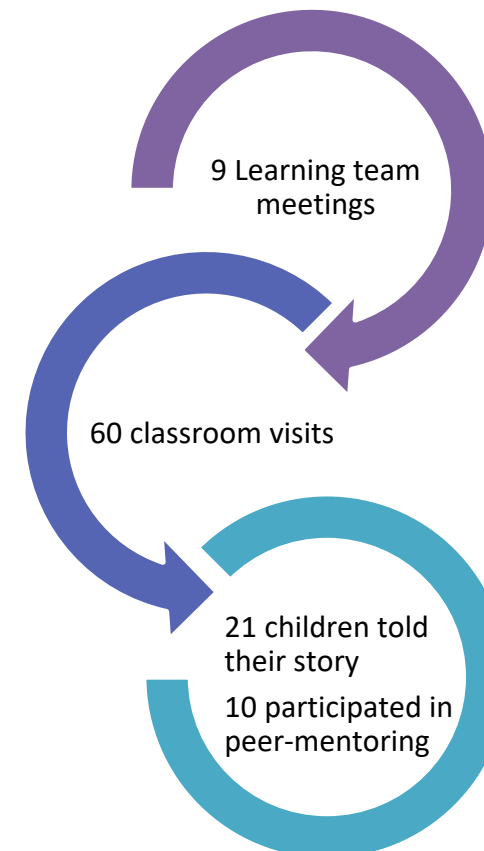 9 Learning team
meetings
60 classroom visits
21 children told
their story
10 participated in
peer-mentoring